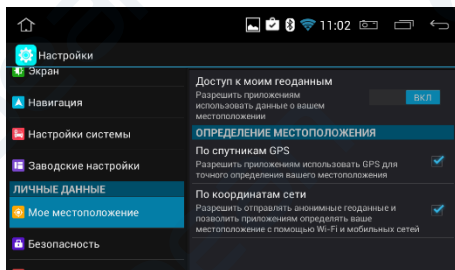 11:02
Настройки
Экран
Навигация
Настройки системы
Заводские настройки
ЛИЧНЫЕ ДАННЫЕ
Мое местоположение
Безопасность
Доступ к моим геоданным
Разрешить приложениям
использовать данные о вашем
местоположении
ВКЛ
ОПРЕДЕЛЕНИЕ МЕСТОПОЛОЖЕНИЯ
По спутникам GPS
Разрешить приложениям использовать GPS для
точного определения вашего местоположения
По координатам сети
Разрешить отправлять анонимные геоданные и
позволить приложениям определять ваше
местоположение с помощью Wi-Fi и мобильных сетей